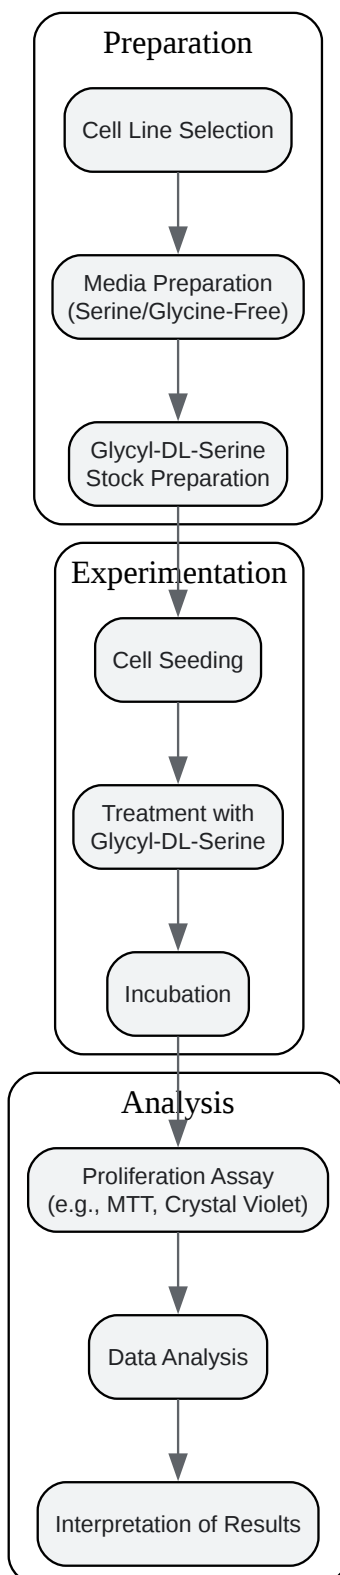 Preparation
Cell Line Selection
Media Preparation
(Serine/Glycine-Free)
Glycyl-DL-Serine
Stock Preparation
Experimentation
Cell Seeding
Treatment with
Glycyl-DL-Serine
Incubation
Analysis
Proliferation Assay
(e.g., MTT, Crystal Violet)
Data Analysis
Interpretation of Results